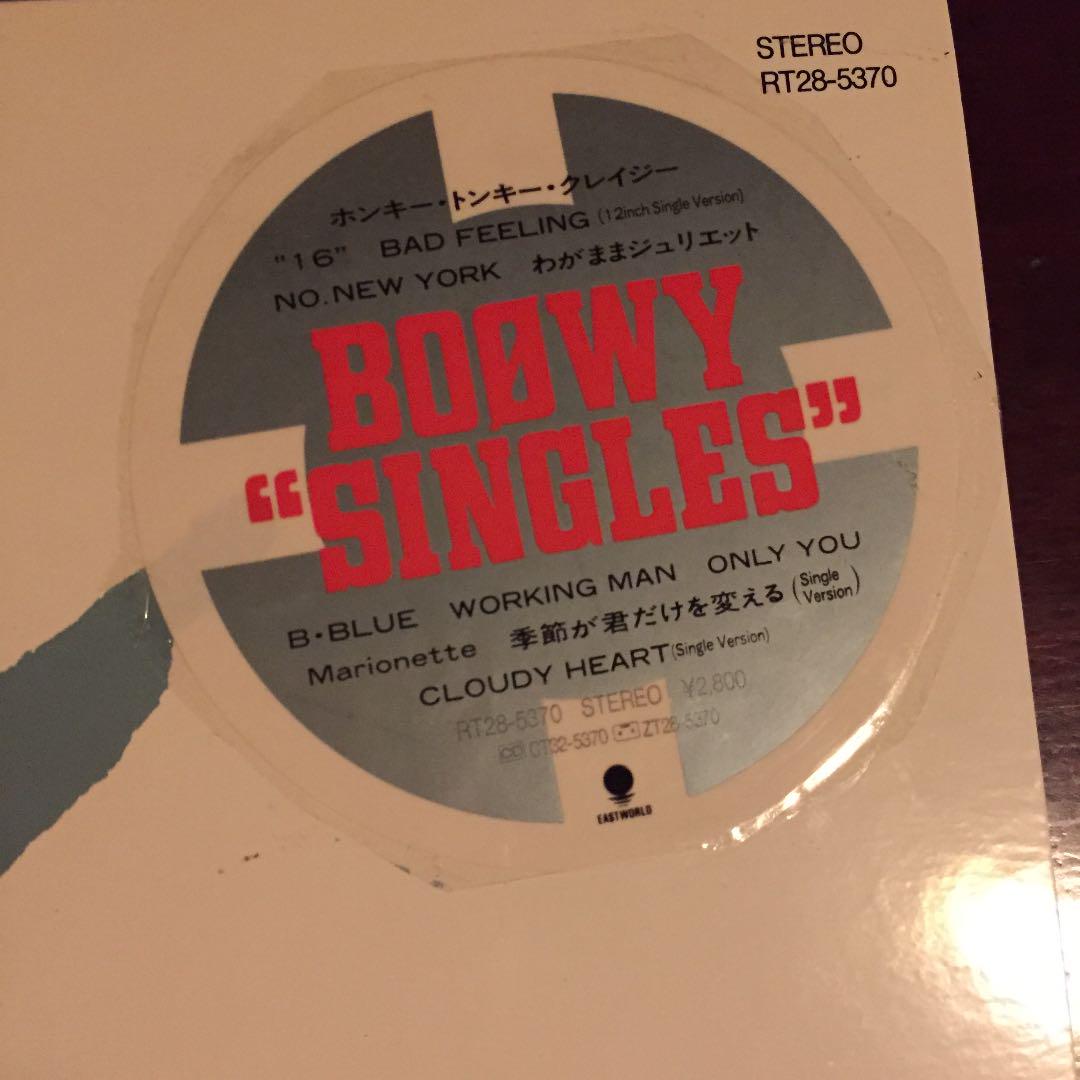 STEREO
RT28-5370
ホンキー・トンキー・クレイジー
"16" BAD FEELING (12inch Single Version)
NO. NEW YORK わがままジュリエット
BOØWY
“SINGLES”
B・BLUE WORKING MAN ONLY YOU
Marionette 季節が君だけを変える (Single Version)
CLOUDY HEART (Single Version)
RT28-5370 STEREO ¥2,800
CD CT32-5370 ZT28-5370
EASTWORLD